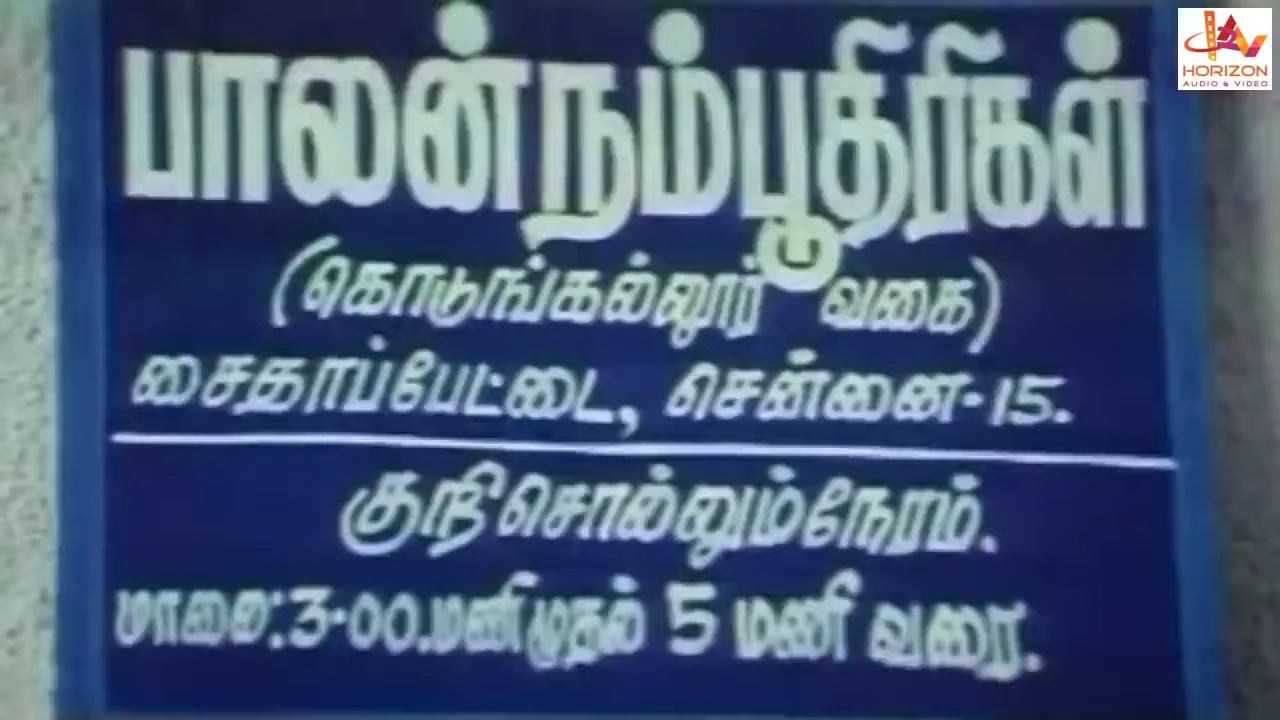 பாலன்நம்பூதிரிகள்
(கொடுங்கல்லூர் வகை)
சைதாப்பேட்டை, சென்னை-15.
குறிசொல்லும்நேரம்.
மாலை:3-00.மணிமுதல் 5 மணி வரை.
HORIZON
AUDIO & VIDEO